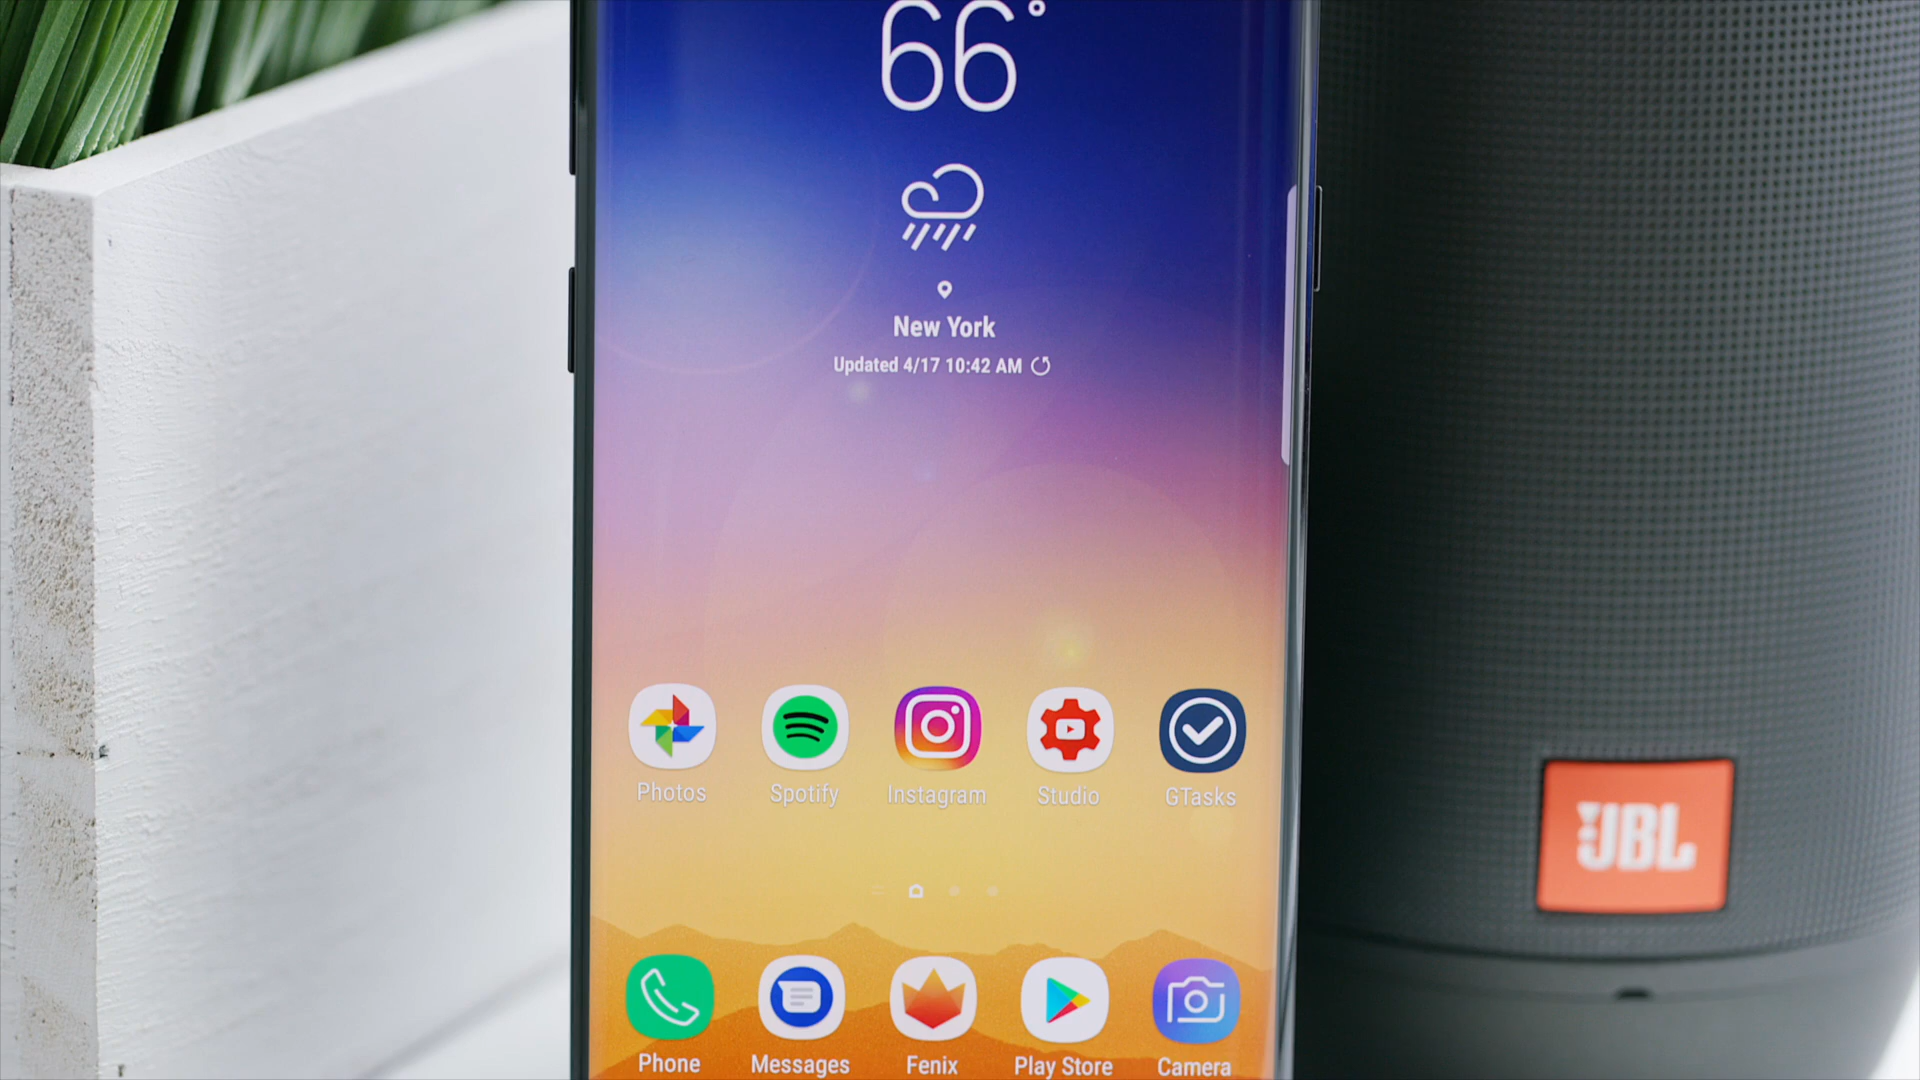 66°
New York
Updated 4/17 10:42 AM
Photos Spotify Instagram Studio GTasks
JBL
Phone Messages Fenix Play Store Camera